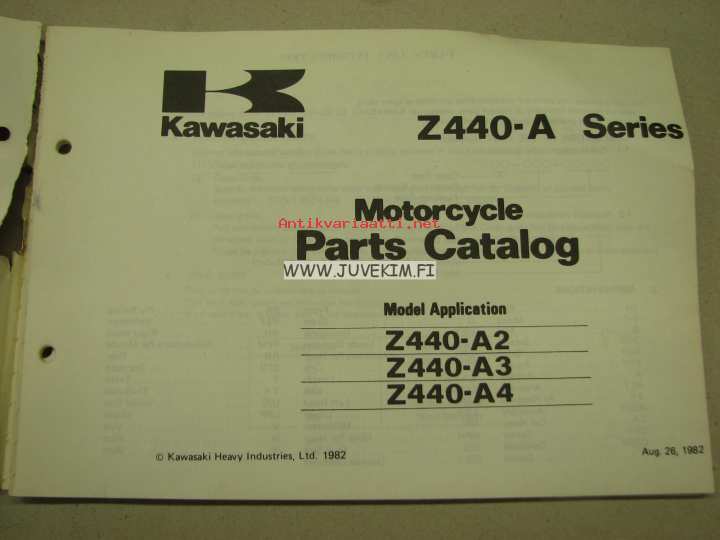 Kawasaki
Z440-A Series
Motorcycle
Antikvariaatti.net
Parts Catalog
WWW.JUVEKIM.FI
Model Application
Z440-A2
Z440-A3
Z440-A4
© Kawasaki Heavy Industries, Ltd. 1982
Aug. 26, 1982